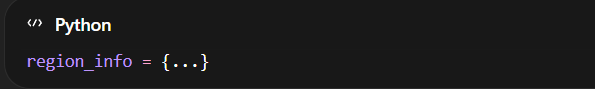 Python
region_info = {...}